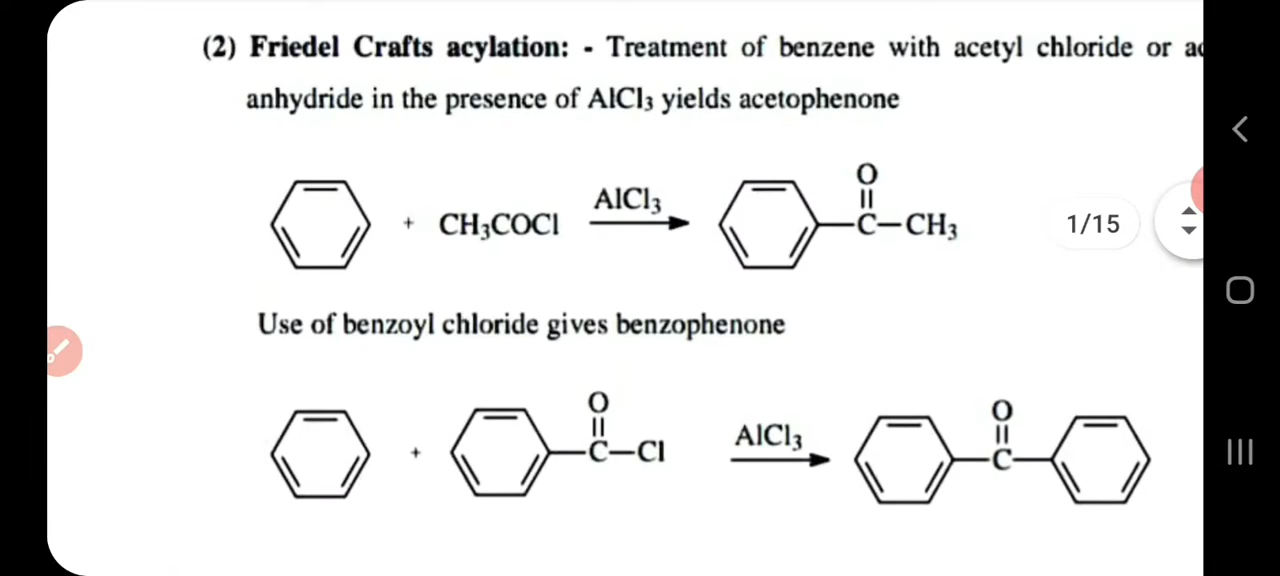 (2) Friedel Crafts acylation: - Treatment of benzene with acetyl chloride or
anhydride in the presence of AlCl3 yields acetophenone
O
AlCl3
+ CH3COCl C–CH3
1/15
Use of benzoyl chloride gives benzophenone
O O
AlCl3
+ C–Cl C